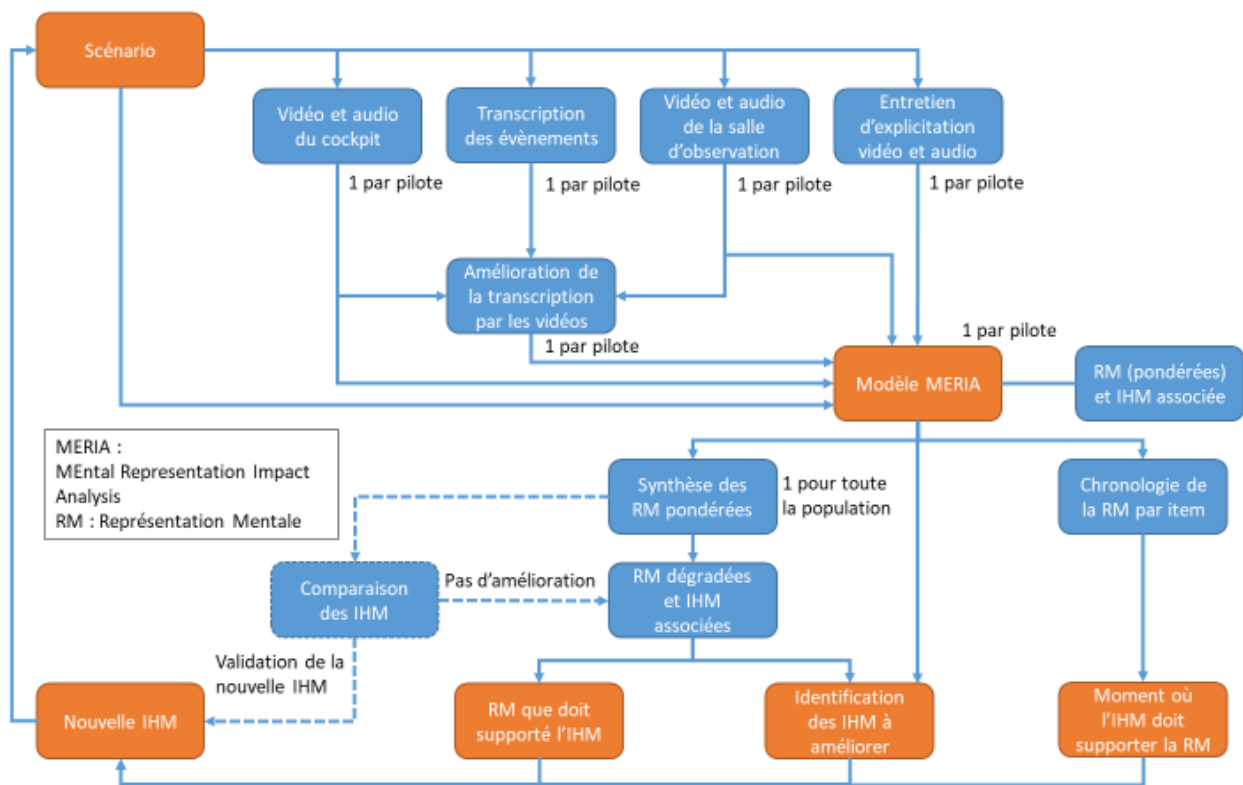 Scénario
Vidéo et audio
du cockpit
Transcription
des évènements
Vidéo et audio
de la salle
d'observation
Entretien
d'explicitation
vidéo et audio
1 par pilote
1 par pilote
1 par pilote
1 par pilote
Amélioration de
la transcription
par les vidéos
1 par pilote
1 par pilote
Modèle MERIA
RM (pondérées)
et IHM associée
MERIA :
MEntal Representation Impact
Analysis
RM : Représentation Mentale
Synthèse des
RM pondérées
1 pour toute
la population
Chronologie de
la RM par item
Comparaison
des IHM
Pas d'amélioration
RM dégradées
et IHM
associées
Validation de la
nouvelle IHM
Nouvelle IHM
RM que doit
supporté l'IHM
Identification
des IHM à
améliorer
Moment où
l'IHM doit
supporter la RM